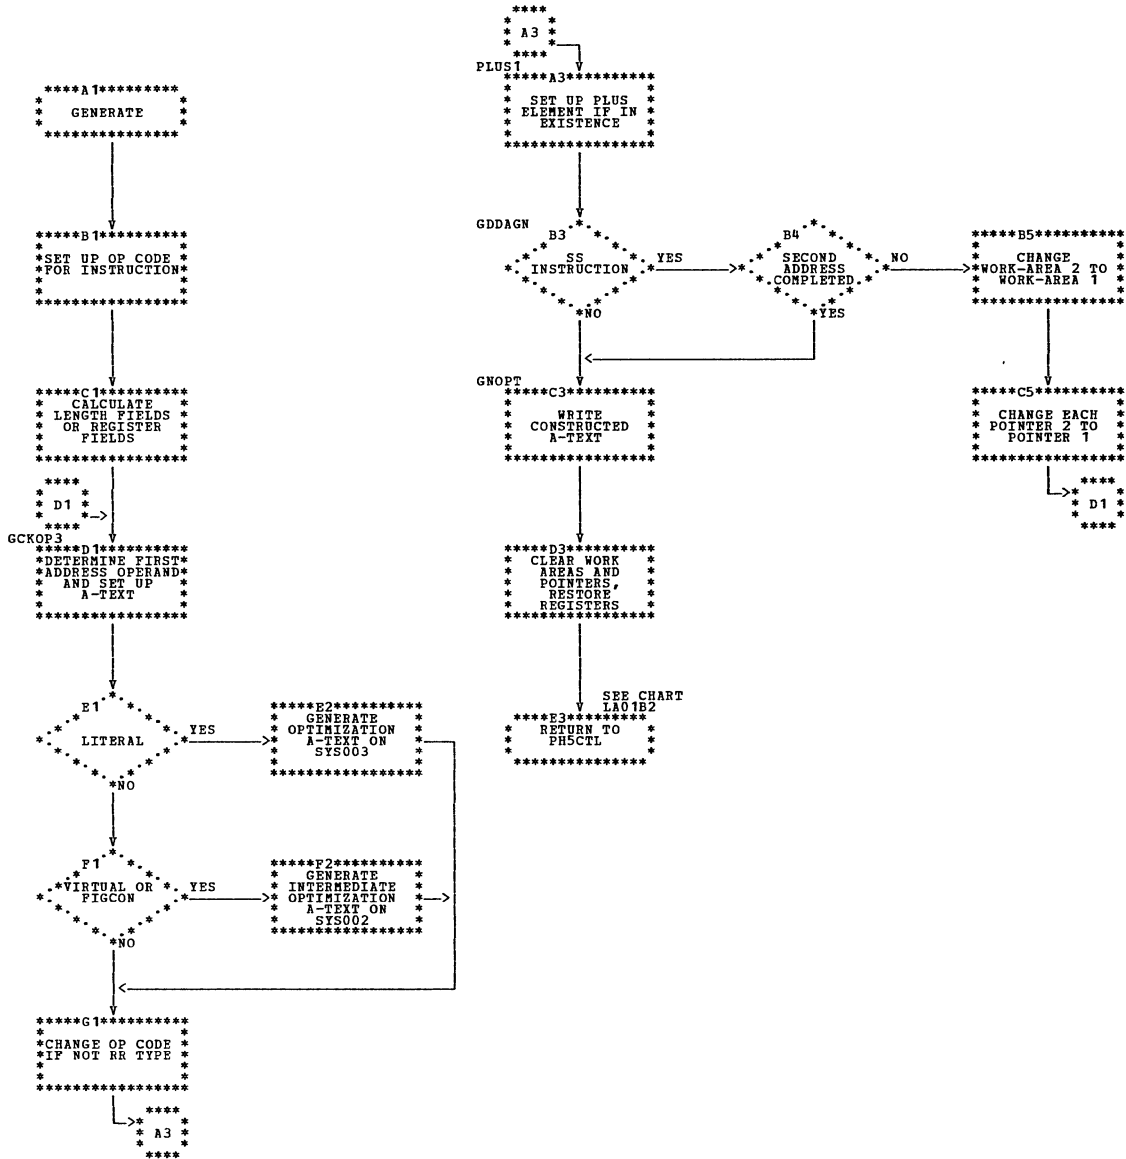 A1
GENERATE
B1
SET UP OP CODE
FOR INSTRUCTION
C1
CALCULATE
LENGTH FIELDS
OR REGISTER
FIELDS
D1
GCKOP3
D1
DETERMINE FIRST
ADDRESS OPERAND
AND SET UP
A-TEXT
E1
LITERAL
YES
NO
E2
GENERATE
OPTIMIZATION
A-TEXT ON
SYS003
F1
VIRTUAL OR
FIGCON
YES
NO
F2
GENERATE
INTERMEDIATE
OPTIMIZATION
A-TEXT ON
SYS002
G1
CHANGE OP CODE
IF NOT RR TYPE
A3
A3
PLUS1
A3
SET UP PLUS
ELEMENT IF IN
EXISTENCE
GDDAGN
B3
SS
INSTRUCTION
YES
NO
B4
SECOND
ADDRESS
COMPLETED
NO
YES
B5
CHANGE
WORK-AREA 2 TO
WORK-AREA 1
GNOPT
C3
WRITE
CONSTRUCTED
A-TEXT
C5
CHANGE EACH
POINTER 2 TO
POINTER 1
D1
D3
CLEAR WORK
AREAS AND
POINTERS,
RESTORE
REGISTERS
SEE CHART
LA01B2
E3
RETURN TO
PH5CTL